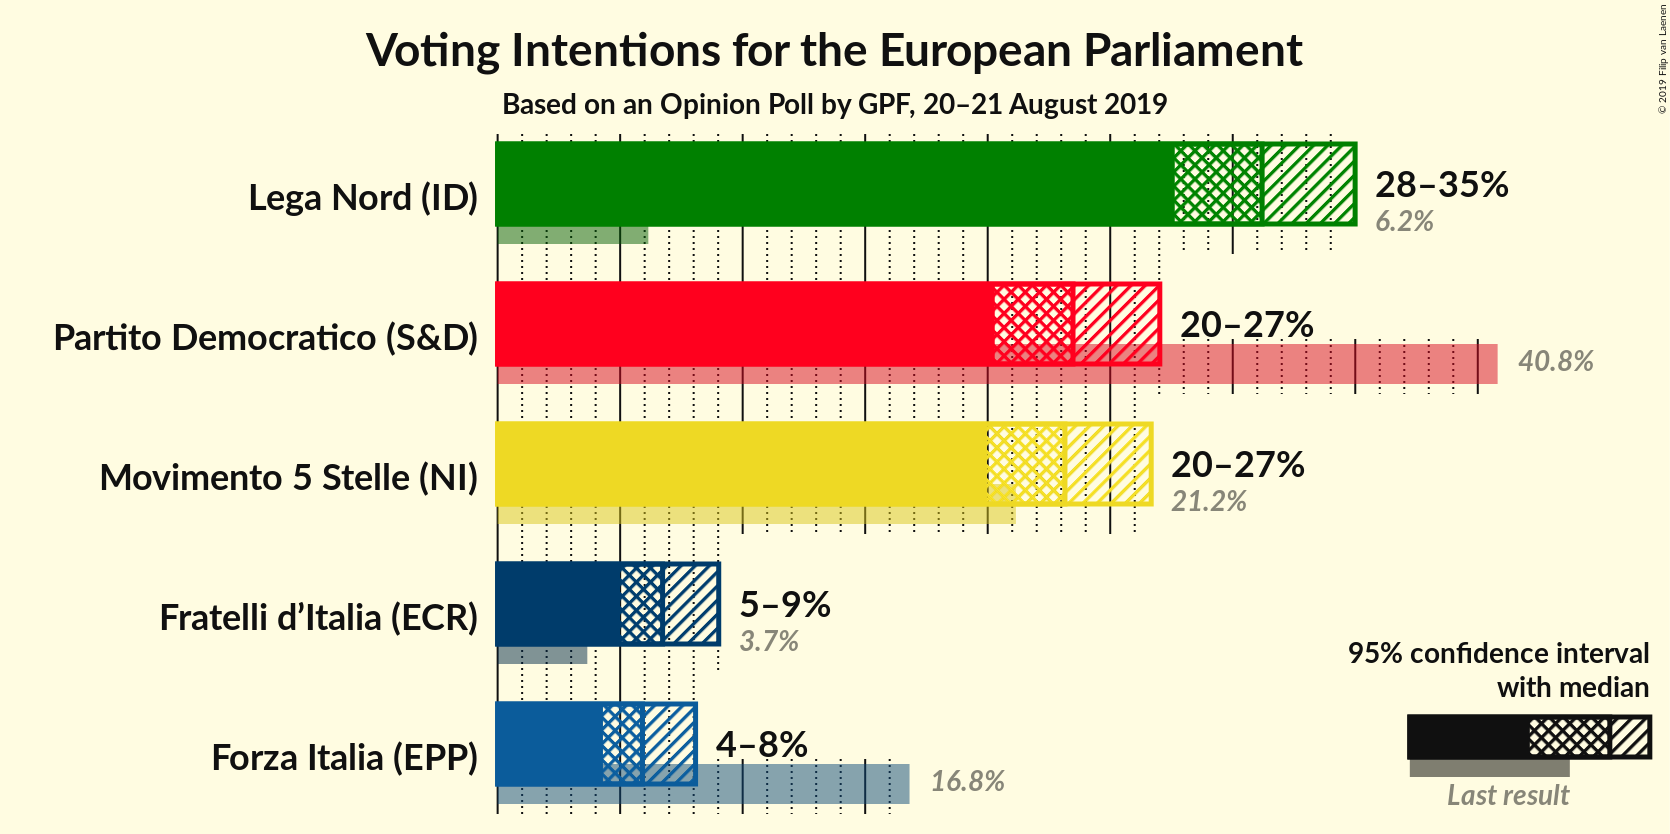 Voting Intentions for the European Parliament
Based on an Opinion Poll by GPF, 20–21 August 2019
© 2019 Filip van Laenen
Lega Nord (ID)
28–35%
6.2%
Partito Democratico (S&D)
20–27%
40.8%
Movimento 5 Stelle (NI)
20–27%
21.2%
Fratelli d’Italia (ECR)
5–9%
3.7%
Forza Italia (EPP)
4–8%
16.8%
95% confidence interval
with median
Last result